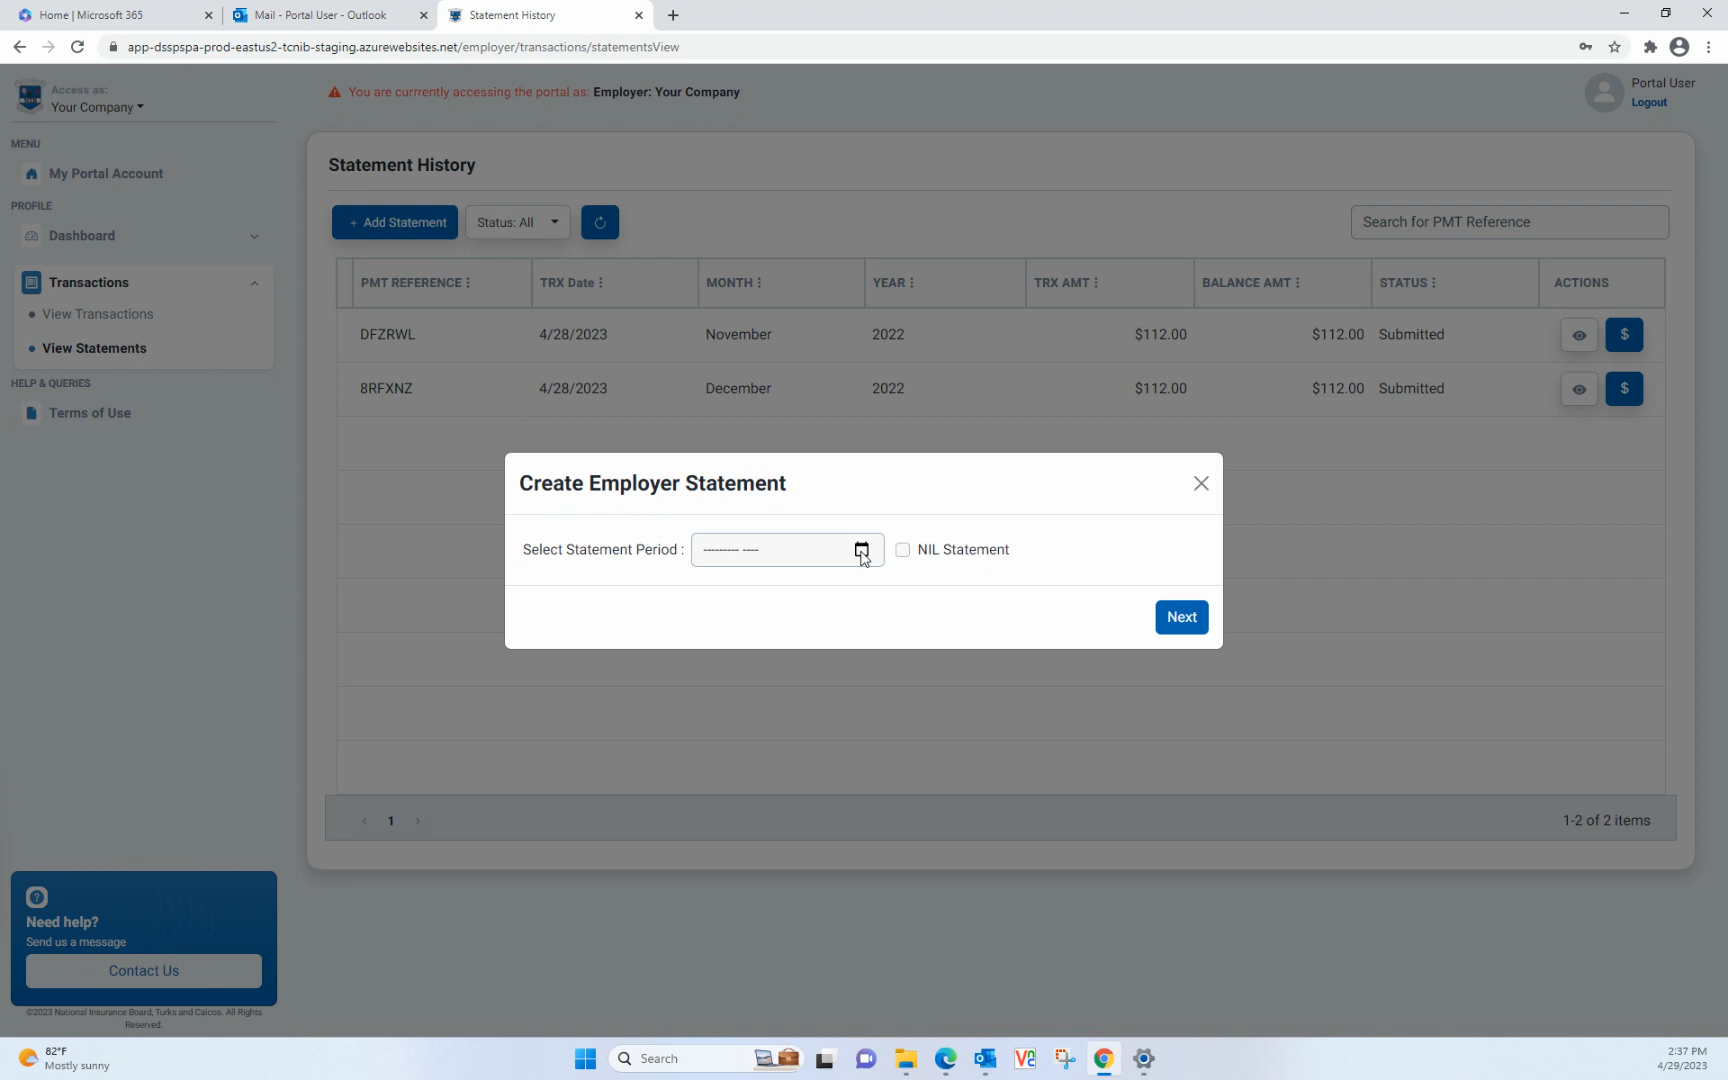 Home | Microsoft 365
Mail - Portal User - Outlook
Statement History
app-dsspspa-prod-eastus2-tcnib-staging.azurewebsites.net/employer/transactions/statementsView
NIB
Access as:
Your Company
You are currrently accessing the portal as: Employer: Your Company
Portal User
Logout
MENU
My Portal Account
PROFILE
Dashboard
Transactions
View Transactions
View Statements
HELP & QUERIES
Terms of Use
Statement History
+ Add Statement
Status: All
Search for PMT Reference
PMT REFERENCE TRX Date MONTH YEAR TRX AMT BALANCE AMT STATUS ACTIONS
DFZRWL 4/28/2023 November 2022 $112.00 $112.00 Submitted $
8RFXNZ 4/28/2023 December 2022 $112.00 $112.00 Submitted $
Create Employer Statement
Select Statement Period : --------- ---- NIL Statement
Next
‹ 1 ›
1-2 of 2 items
?
Need help?
Send us a message
Contact Us
©2023 National Insurance Board, Turks and Caicos. All Rights
Reserved.
82°F
Mostly sunny
Search
2:37 PM
4/29/2023